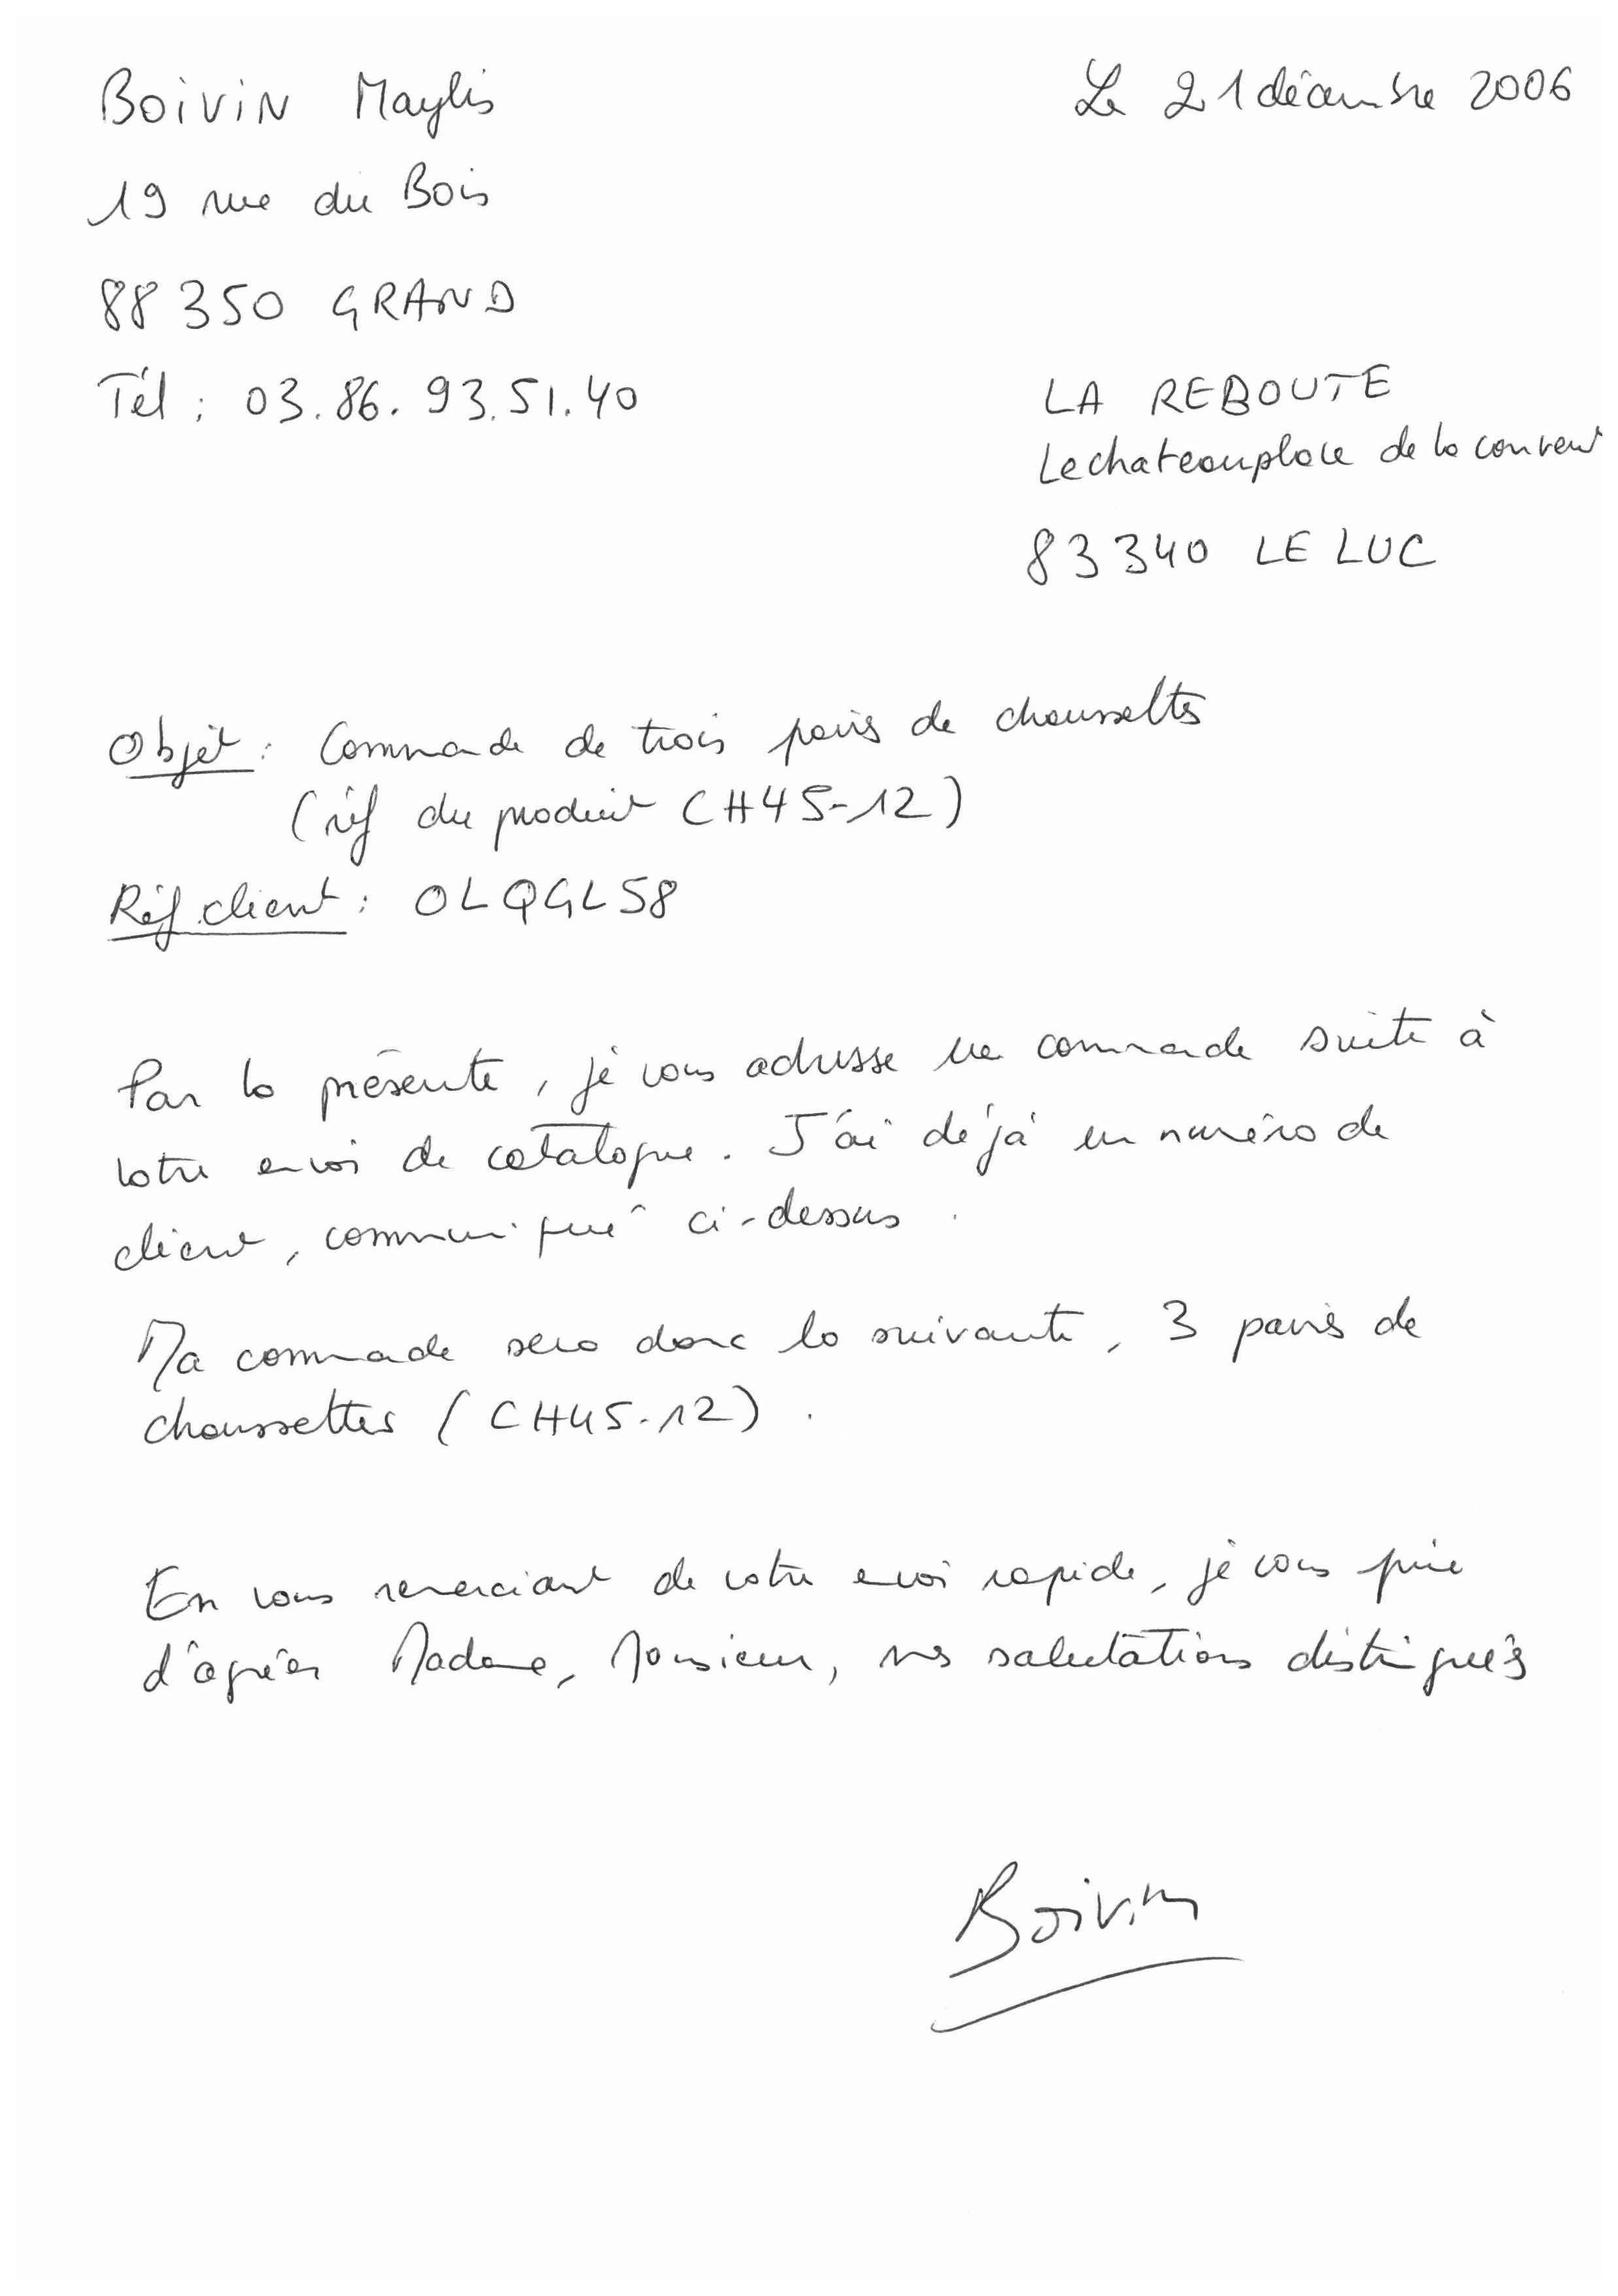 Boivin Maylis
Le 21 décembre 2006
19 rue du Bois
88350 GRAND
Tél : 03.86.93.51.40
LA REBOUTE
Le chateau place de la convent
83340 LE LUC
Objet : Commande de trois paires de chaussettes
(réf du produit CH45-12)
Réf client : OLQGL58
Par la présente, je vous adresse une commande suite à
votre envoi de catalogue. J'ai déjà un numéro de
client, communiqué ci-dessus.
Ma commande sera donc la suivante, 3 paires de
chaussettes (CH45-12).
En vous remerciant de votre envoi rapide, je vous prie
d'agréer Madame, Monsieur, mes salutations distinguées
Boivin